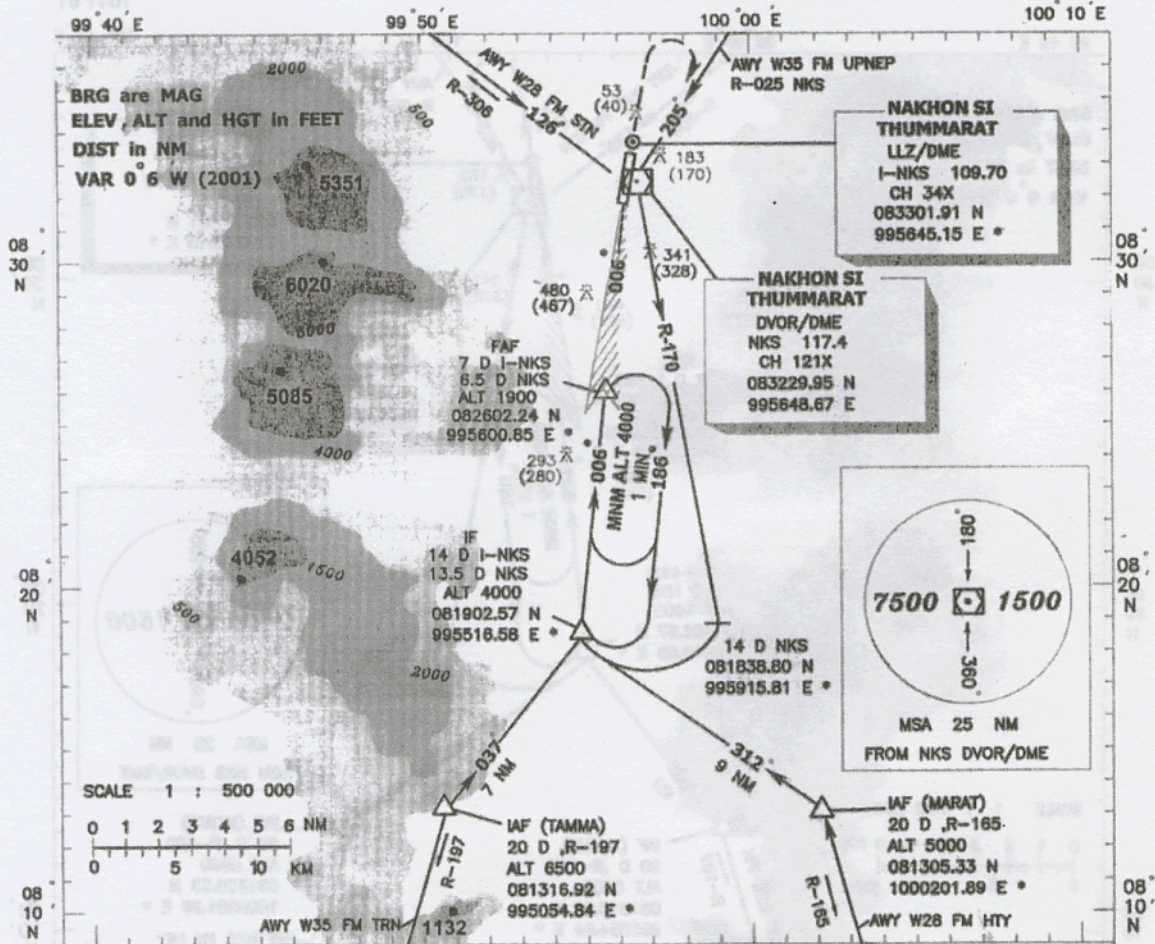 99° 40' E
99° 50' E
100° 00' E
100° 10' E
BRG are MAG
ELEV, ALT and HGT in FEET
DIST in NM
VAR 0° 6' W (2001)
2000
500
5351
6020
6000
5085
4000
AWY W28 FM STN
R-306
126°
AWY W35 FM UPNEP
R-025 NKS
205
53
(40)
183
(170)
NAKHON SI
THUMMARAT
LLZ/DME
I-NKS 109.70
CH 34X
083301.91 N
995645.15 E *
08°
30'
N
08°
30'
N
341
(328)
480
(467)
006
R-170
NAKHON SI
THUMMARAT
DVOR/DME
NKS 117.4
CH 121X
083229.95 N
995648.67 E
FAF
7 D I-NKS
6.5 D NKS
ALT 1900
082602.24 N
995600.85 E *
293
(280)
006
MNM ALT 4000
1 MIN
186°
4052
1500
500
2000
08°
20'
N
08°
20'
N
IF
14 D I-NKS
13.5 D NKS
ALT 4000
081902.57 N
995516.58 E *
14 D NKS
081838.80 N
995915.81 E *
180°
7500
1500
360°
MSA 25 NM
FROM NKS DVOR/DME
037
7 NM
312°
9 NM
SCALE 1 : 500 000
0 1 2 3 4 5 6 NM
0 5 10 KM
IAF (TAMMA)
20 D ,R-197
ALT 6500
081316.92 N
995054.84 E *
IAF (MARAT)
20 D ,R-165
ALT 5000
081305.33 N
1000201.89 E *
R-197
R-165
08°
10'
N
08°
10'
N
AWY W35 FM TRN
1132
AWY W28 FM HTY